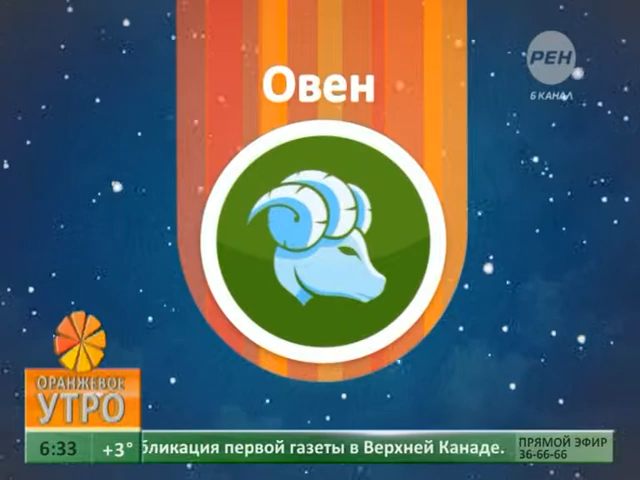 РЕН
6 КАНАЛ
Овен
ОРАНЖЕВОЕ
УТРО
6:33 +3° бликация первой газеты в Верхней Канаде.
ПРЯМОЙ ЭФИР
36-66-66